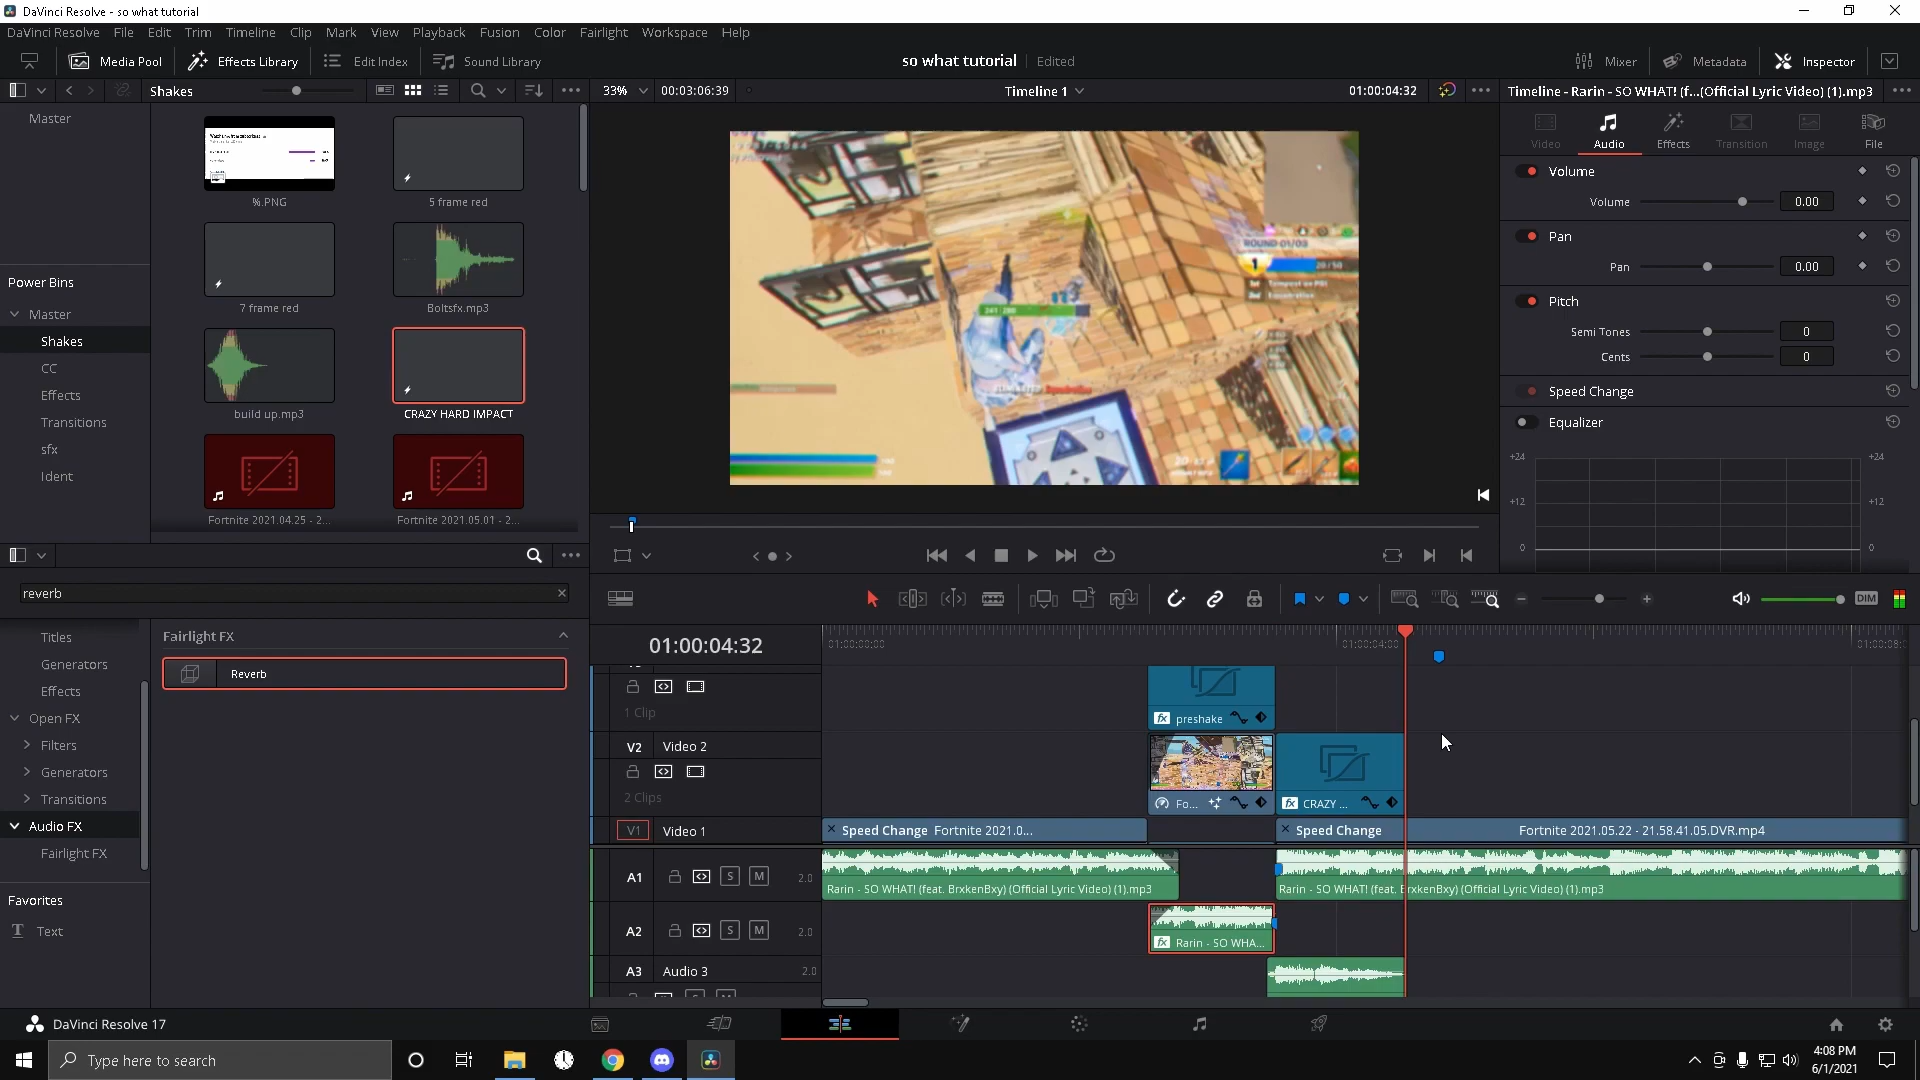 DaVinci Resolve - so what tutorial
DaVinci Resolve File Edit Trim Timeline Clip Mark View Playback Fusion Color Fairlight Workspace Help
Media Pool Effects Library Edit Index Sound Library so what tutorial Edited Mixer Metadata Inspector
Shakes 33% 00:03:06:39 Timeline 1 01:00:04:32 Timeline - Rarin - SO WHAT! (f...(Official Lyric Video) (1).mp3
Master
Video Audio Effects Transition Image File
%.PNG 5 frame red
Volume
Volume 0.00
Pan
Pan 0.00
Power Bins
7 frame red Boltsfx.mp3
Pitch
Master
Semi Tones 0
Shakes
Cents 0
CC
Effects
build up.mp3 CRAZY HARD IMPACT
Speed Change
Transitions
Equalizer
sfx
+24 +24
Ident
+12 +12
Fortnite 2021.04.25 - 2... Fortnite 2021.05.01 - 2...
0 0
ROUND 01/03
reverb
DIM
Titles
Fairlight FX
Generators
Reverb
Effects
Open FX
Filters
Generators
Transitions
Audio FX
Fairlight FX
Favorites
Text
01:00:04:32 01:00:00:00 01:00:04:00 01:00:08:
1 Clip
preshake
V2 Video 2
2 Clips
Fo... CRAZY ...
V1 Video 1 Speed Change Fortnite 2021.0... Speed Change Fortnite 2021.05.22 - 21.58.41.05.DVR.mp4
A1 S M 2.0
Rarin - SO WHAT! (feat. BrxkenBxy) (Official Lyric Video) (1).mp3 Rarin - SO WHAT! (feat. BrxkenBxy) (Official Lyric Video) (1).mp3
A2 S M 2.0
Rarin - SO WHA...
A3 Audio 3 2.0
DaVinci Resolve 17
Type here to search
4:08 PM
6/1/2021